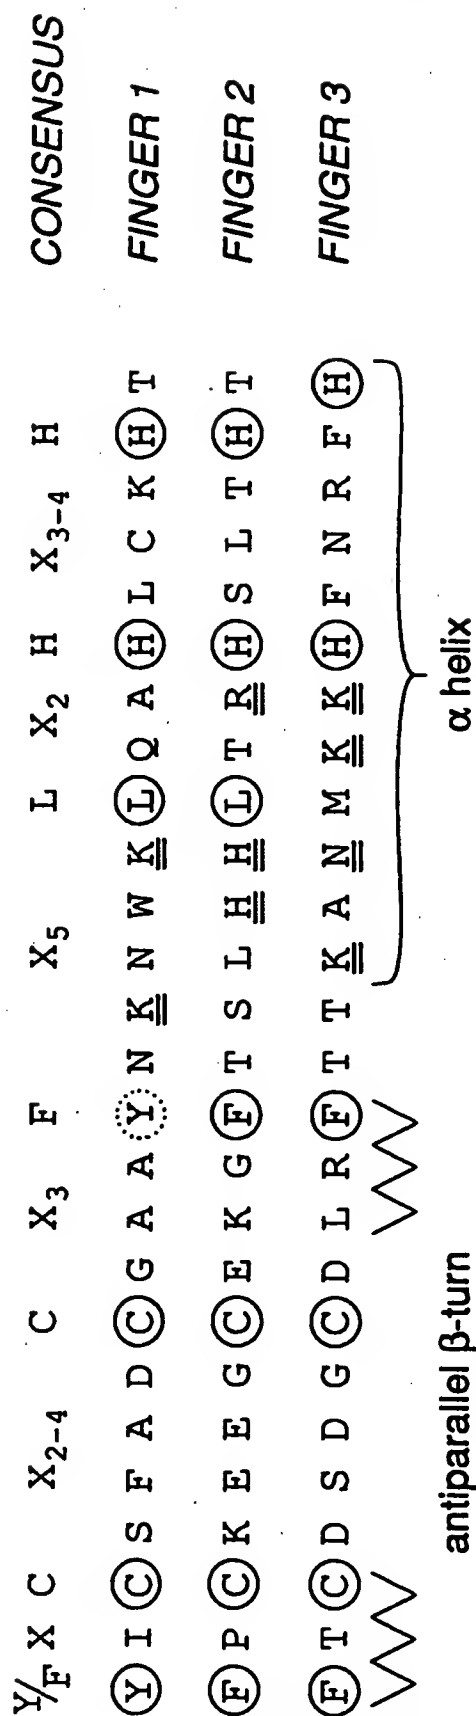 Y/F X C X₂₋₄ C X₃ F X₅ L X₂ H X₃₋₄ H CONSENSUS
Y I C S F A D C G A A Y N K N W K L Q A H L C K H T FINGER 1
F P C K E E G C E K G F T S L H H L T R H S L T H T FINGER 2
F T C D S D G C D L R F T T K A N M K K H F N R F H FINGER 3
antiparallel β-turn α helix